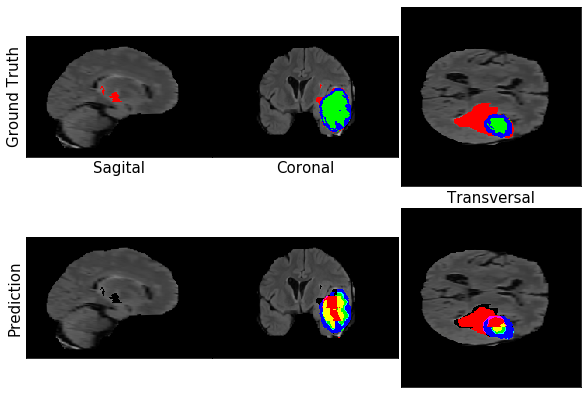 Ground Truth
Sagital
Coronal
Transversal
Prediction